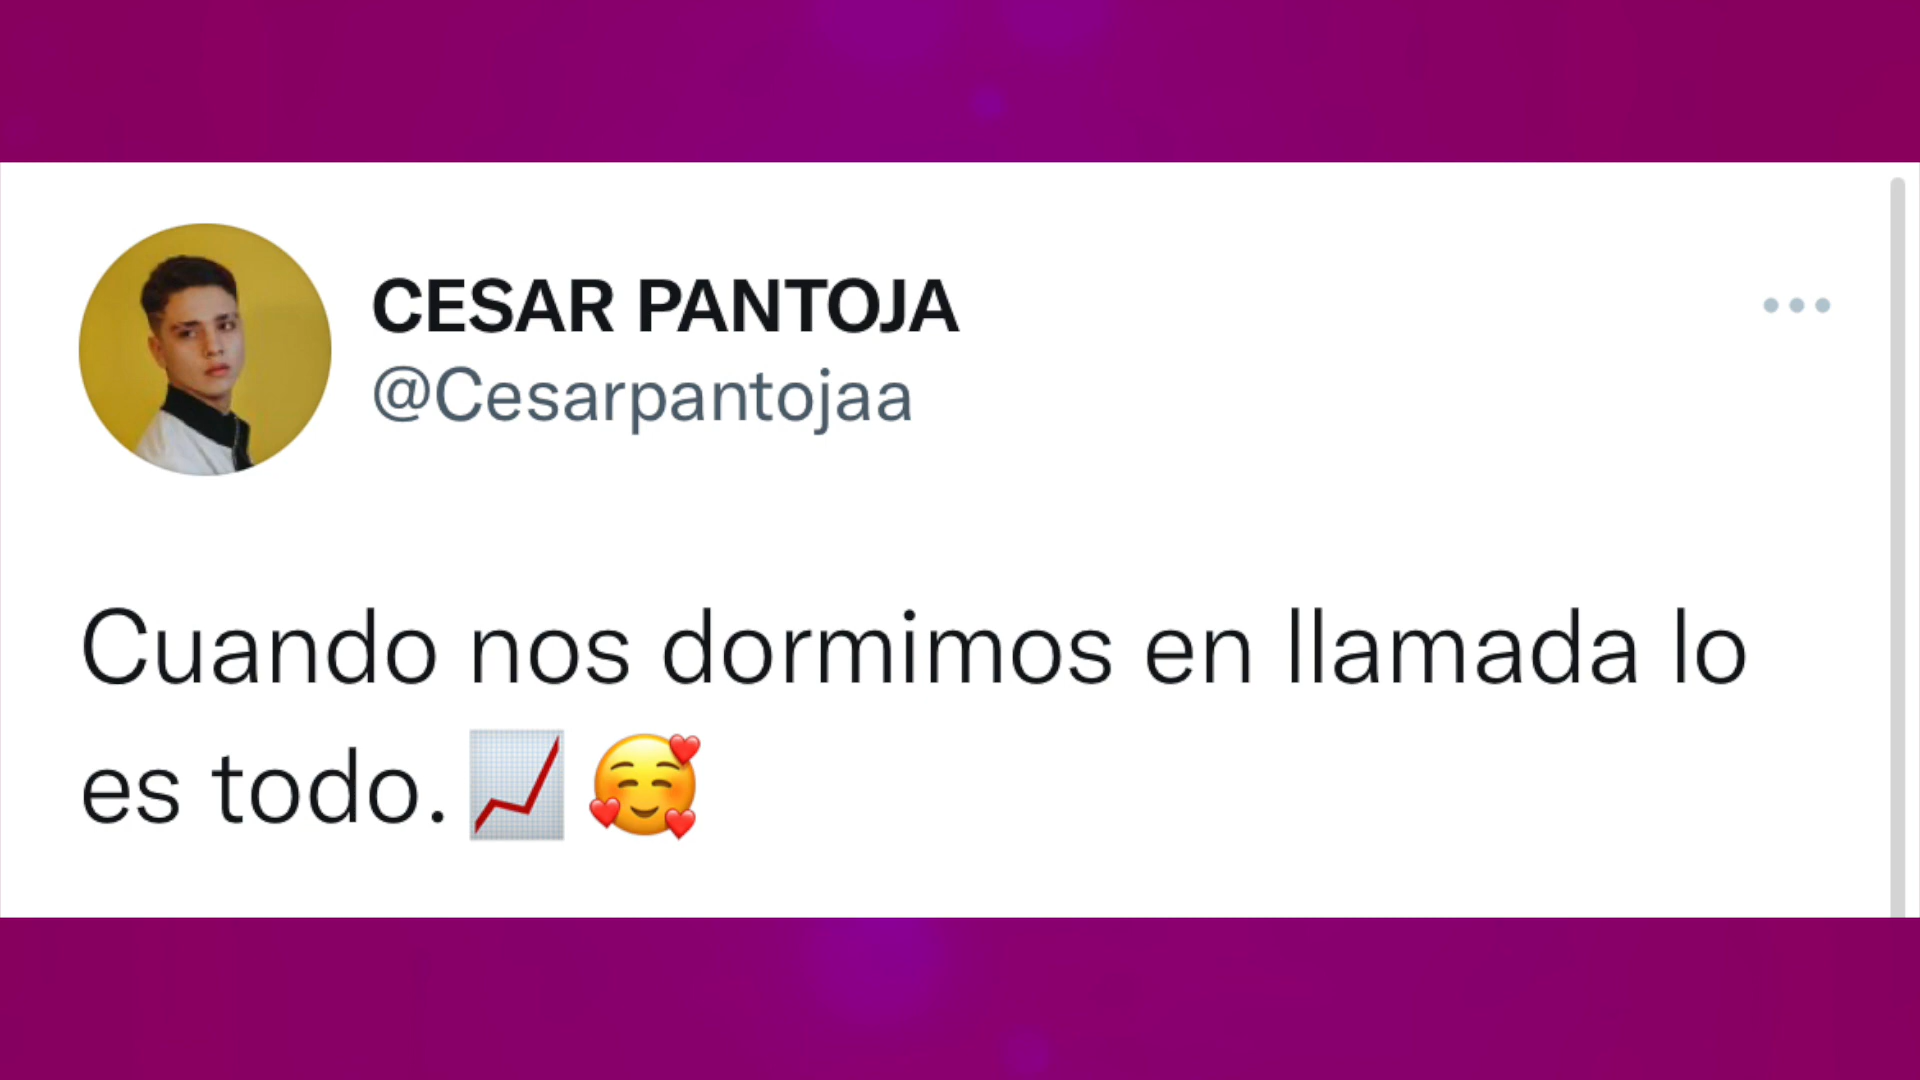 CESAR PANTOJA
@Cesarpantojaa
Cuando nos dormimos en llamada lo
es todo. 📈 🥰